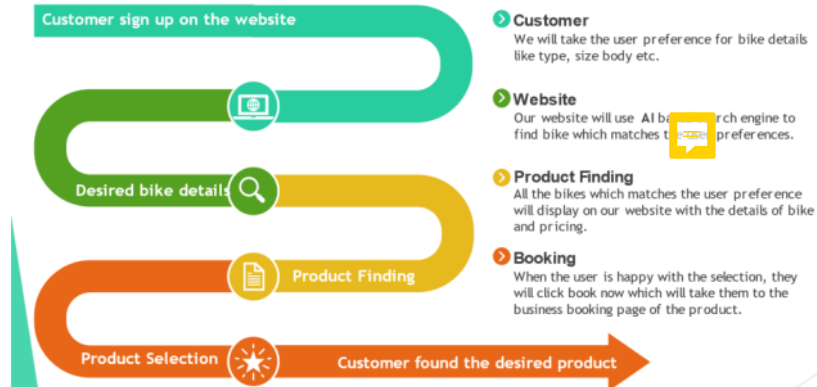 Customer sign up on the website
Desired bike details
Product Finding
Product Selection
Customer found the desired product
Customer
We will take the user preference for bike details
like type, size body etc.
Website
Our website will use AI engine to
find bike which matches preferences.
Product Finding
All the bikes which matches the user preference
will display on our website with the details of bike
and pricing.
Booking
When the user is happy with the selection, they
will click book now which will take them to the
business booking page of the product.